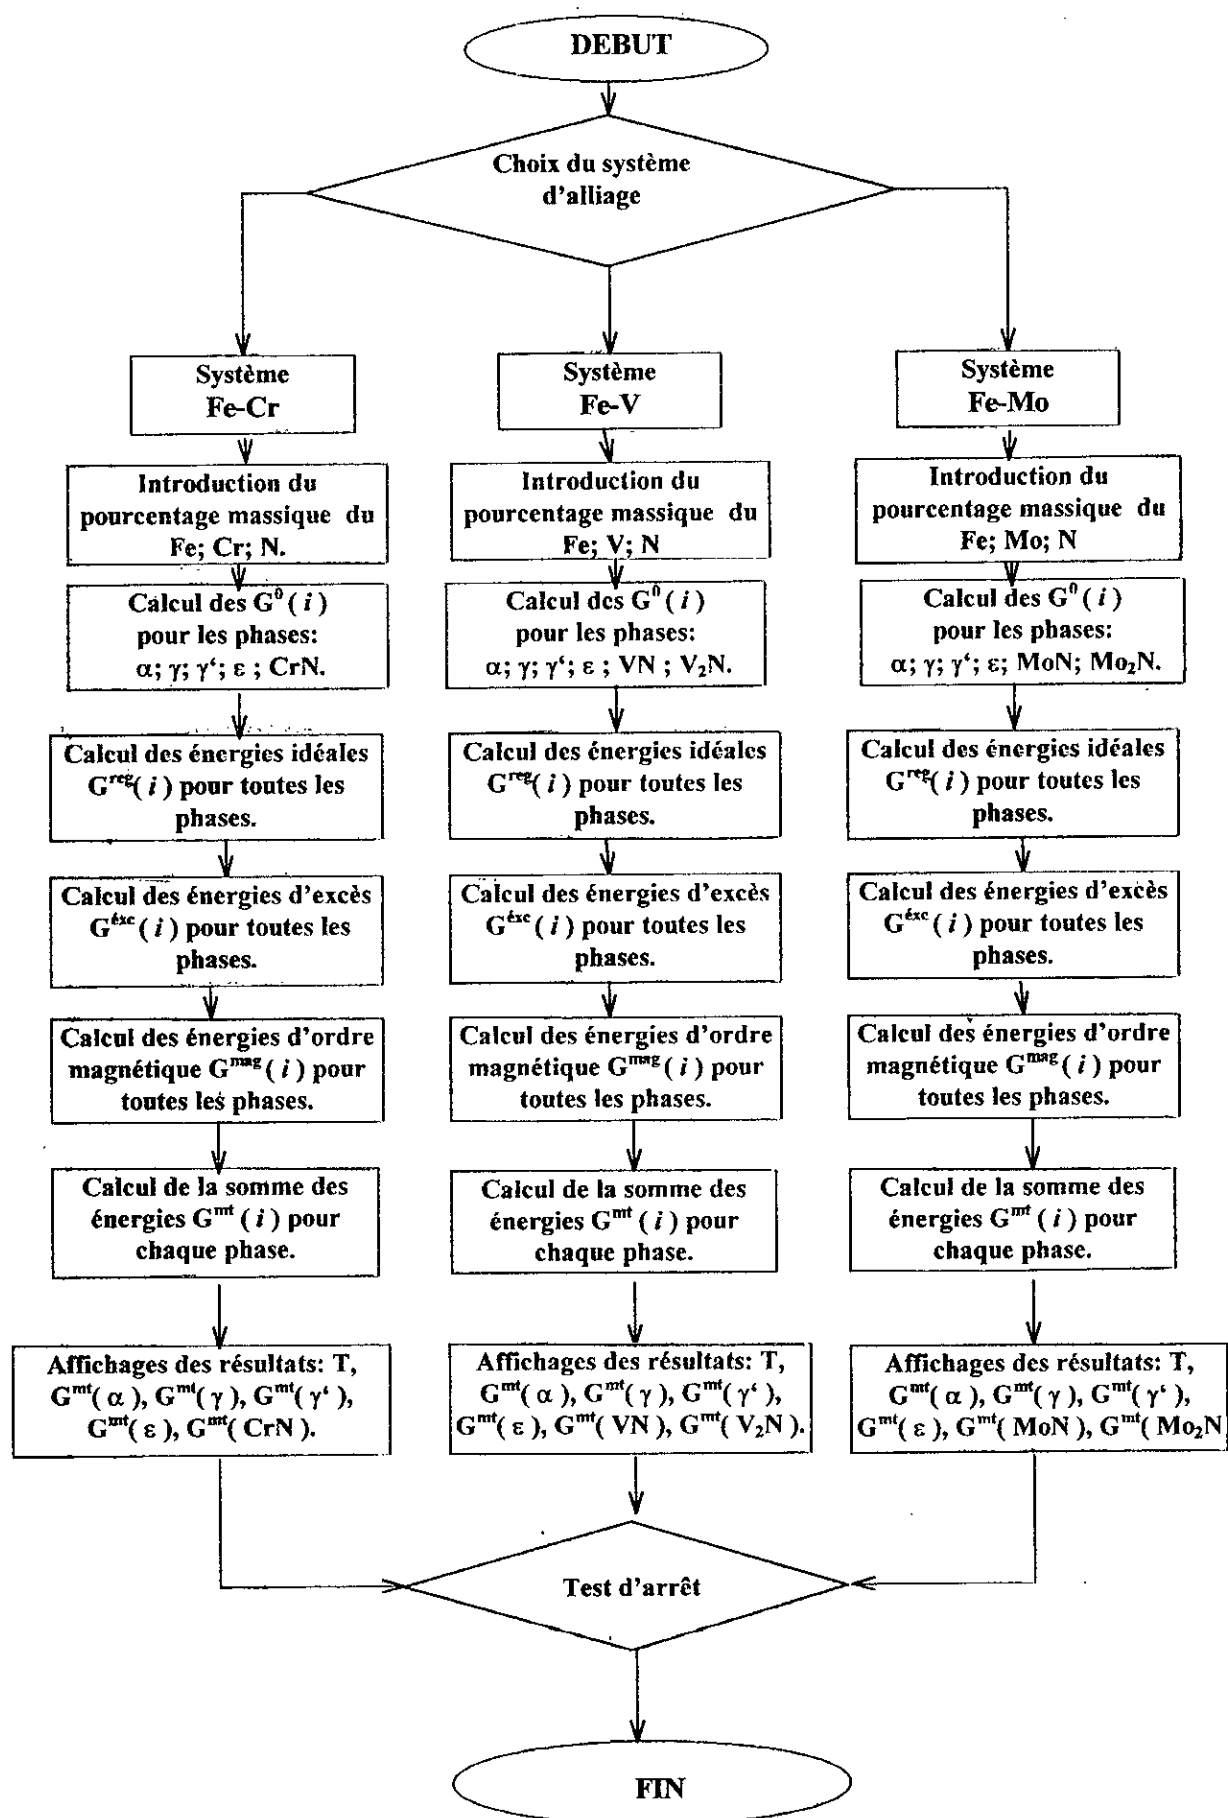 DEBUT
Choix du système
d'alliage
Système
Fe-Cr
Système
Fe-V
Système
Fe-Mo
Introduction du
pourcentage massique du
Fe; Cr; N.
Introduction du
pourcentage massique du
Fe; V; N
Introduction du
pourcentage massique du
Fe; Mo; N
Calcul des G⁰(i)
pour les phases:
α; γ; γ‘; ε ; CrN.
Calcul des G⁰(i)
pour les phases:
α; γ; γ‘; ε ; VN ; V₂N.
Calcul des G⁰(i)
pour les phases:
α; γ; γ‘; ε; MoN; Mo₂N.
Calcul des énergies idéales
G^reg(i) pour toutes les
phases.
Calcul des énergies idéales
G^reg(i) pour toutes les
phases.
Calcul des énergies idéales
G^reg(i) pour toutes les
phases.
Calcul des énergies d'excès
G^éxc(i) pour toutes les
phases.
Calcul des énergies d'excès
G^éxc(i) pour toutes les
phases.
Calcul des énergies d'excès
G^éxc(i) pour toutes les
phases.
Calcul des énergies d'ordre
magnétique G^mag(i) pour
toutes les phases.
Calcul des énergies d'ordre
magnétique G^mag(i) pour
toutes les phases.
Calcul des énergies d'ordre
magnétique G^mag(i) pour
toutes les phases.
Calcul de la somme des
énergies G^mt(i) pour
chaque phase.
Calcul de la somme des
énergies G^mt(i) pour
chaque phase.
Calcul de la somme des
énergies G^mt(i) pour
chaque phase.
Affichages des résultats: T,
G^mt(α), G^mt(γ), G^mt(γ‘),
G^mt(ε), G^mt(CrN).
Affichages des résultats: T,
G^mt(α), G^mt(γ), G^mt(γ‘),
G^mt(ε), G^mt(VN), G^mt(V₂N).
Affichages des résultats: T,
G^mt(α), G^mt(γ), G^mt(γ‘),
G^mt(ε), G^mt(MoN), G^mt(Mo₂N
Test d'arrêt
FIN